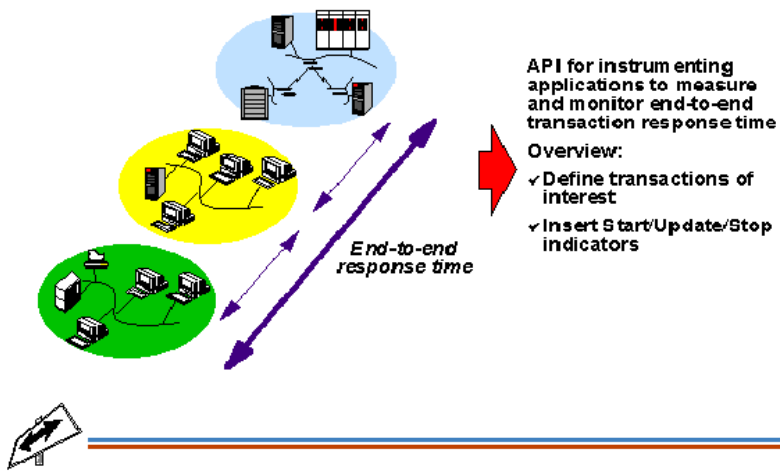 API for instrumenting
applications to measure
and monitor end-to-end
transaction response time
Overview:
✓Define transactions of
interest
✓Insert Start/Update/Stop
indicators
End-to-end
response time